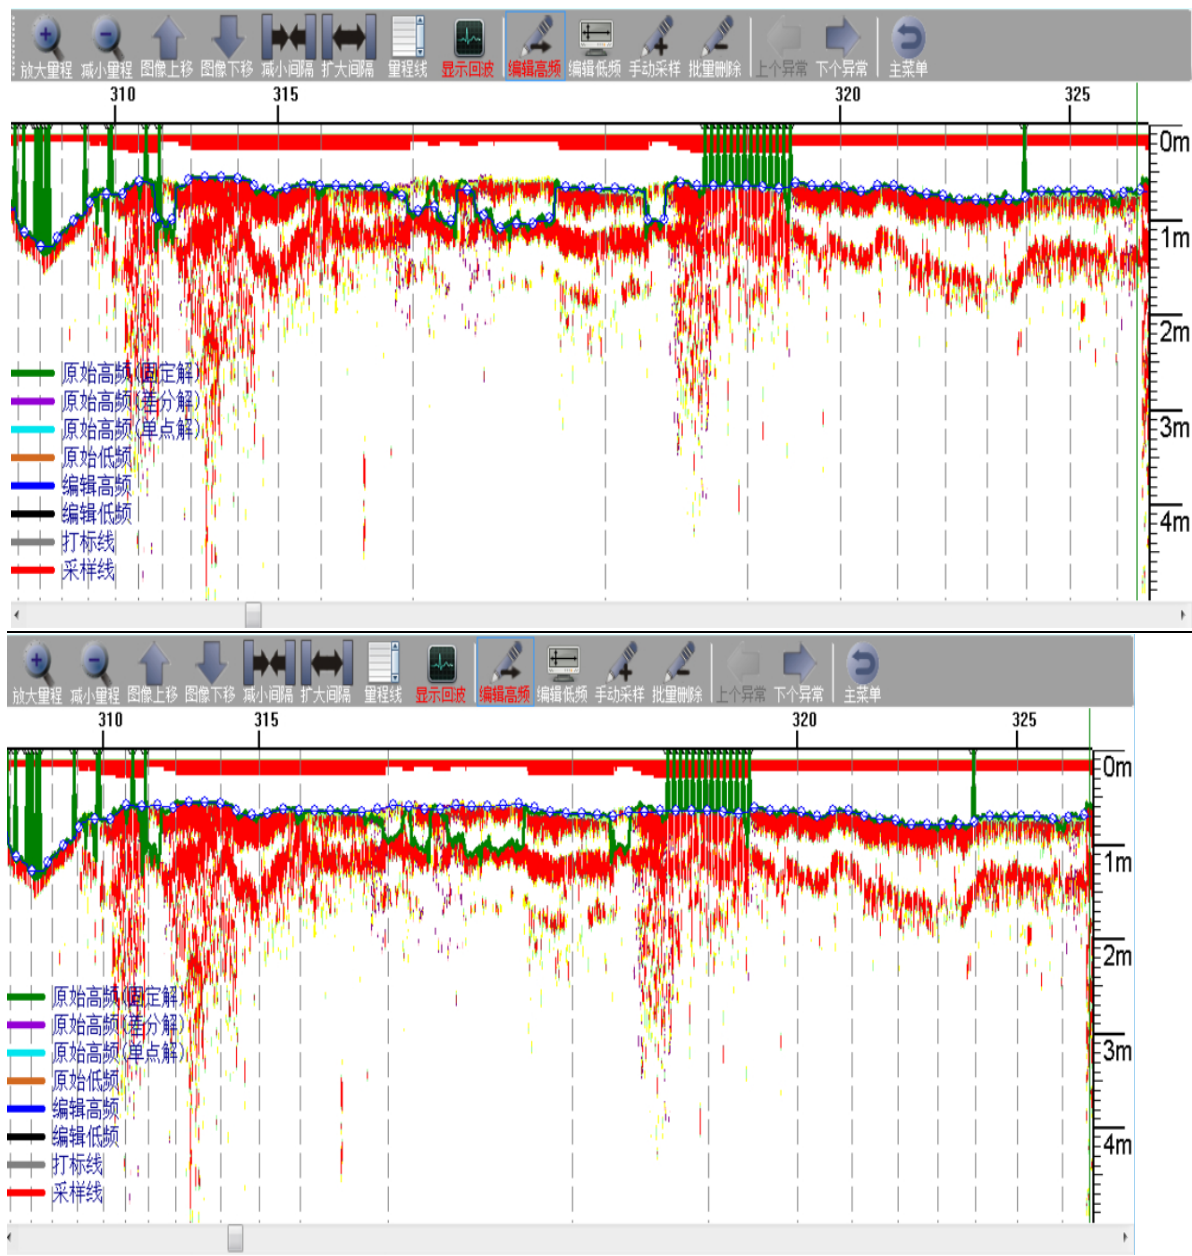 放大量程 减小量程 图像上移 图像下移 减小间隔 扩大间隔 量程线 显示回波 编辑高频 编辑低频 手动采样 批量删除 上个异常 下个异常 主菜单
310 315 320 325
0m
1m
2m
原始高频(固定解)
原始高频(差分解)
3m
原始高频(单点解)
原始低频
编辑高频
编辑低频
4m
打标线
采样线
放大量程 减小量程 图像上移 图像下移 减小间隔 扩大间隔 量程线 显示回波 编辑高频 编辑低频 手动采样 批量删除 上个异常 下个异常 主菜单
310 315 320 325
0m
1m
2m
原始高频(固定解)
原始高频(差分解)
3m
原始高频(单点解)
原始低频
编辑高频
编辑低频
4m
打标线
采样线